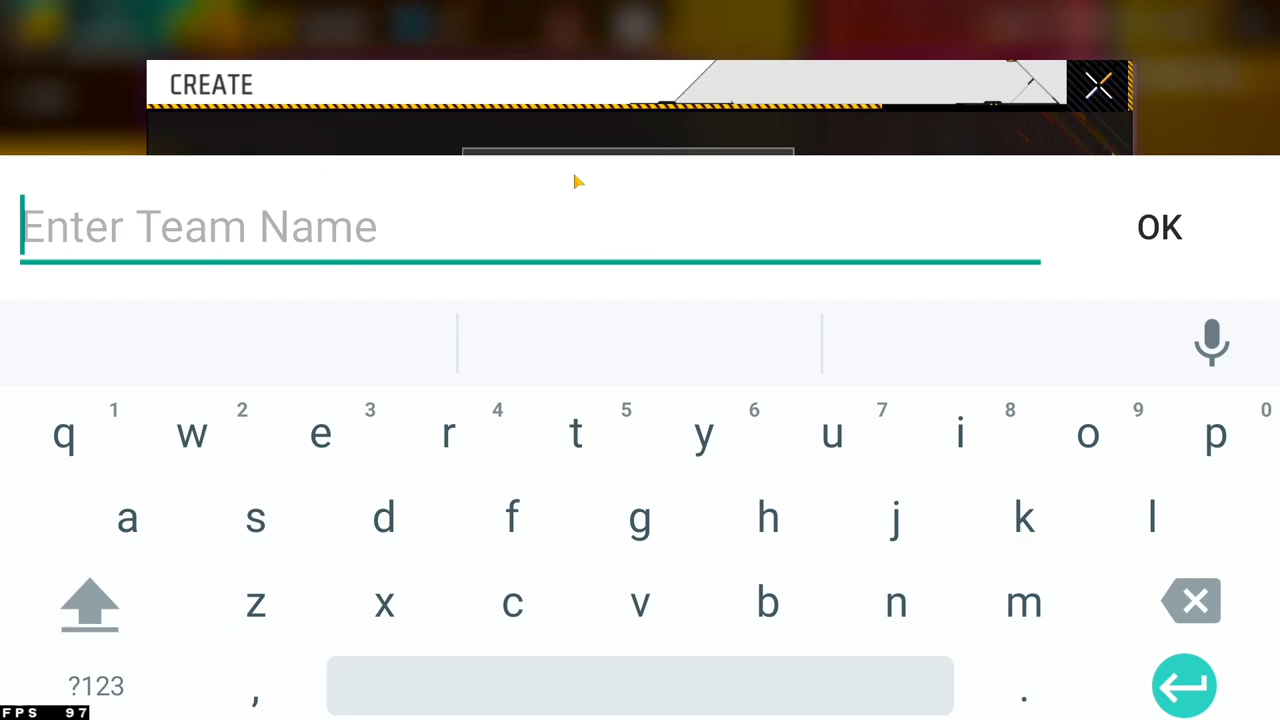 CREATE
Enter Team Name
OK
1 2 3 4 5 6 7 8 9 0
q w e r t y u i o p
a s d f g h j k l
z x c v b n m
?123 , .
FPS 97